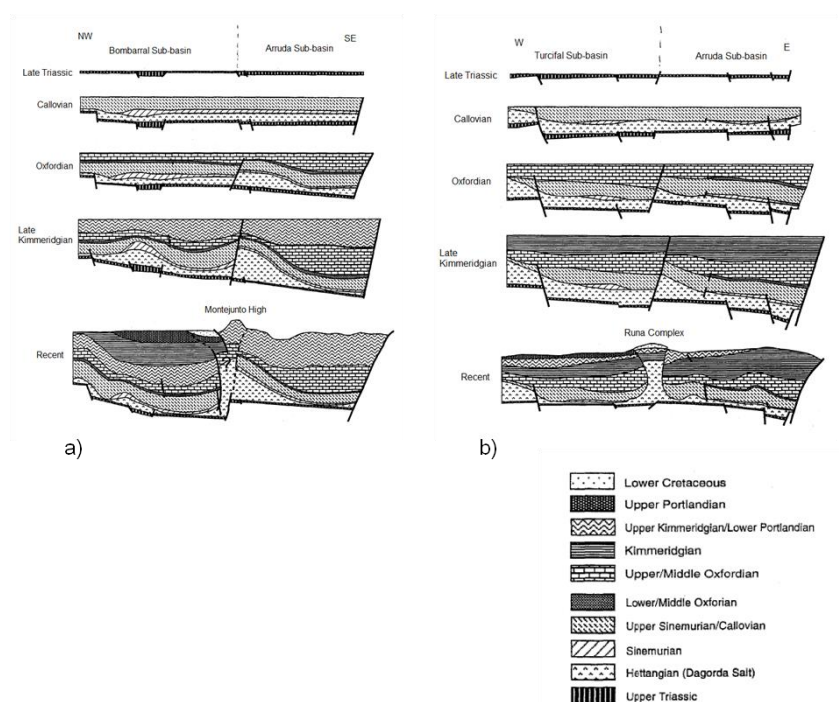 NW
Bombarral Sub-basin
Arruda Sub-basin
SE
Late Triassic
Callovian
Oxfordian
Late
Kimmeridgian
Montejunto High
Recent
a)
W
Turcifal Sub-basin
Arruda Sub-basin
E
Late Triassic
Callovian
Oxfordian
Late
Kimmeridgian
Runa Complex
Recent
b)
Lower Cretaceous
Upper Portlandian
Upper Kimmeridgian/Lower Portlandian
Kimmeridgian
Upper/Middle Oxfordian
Lower/Middle Oxforian
Upper Sinemurian/Callovian
Sinemurian
Hettangian (Dagorda Salt)
Upper Triassic